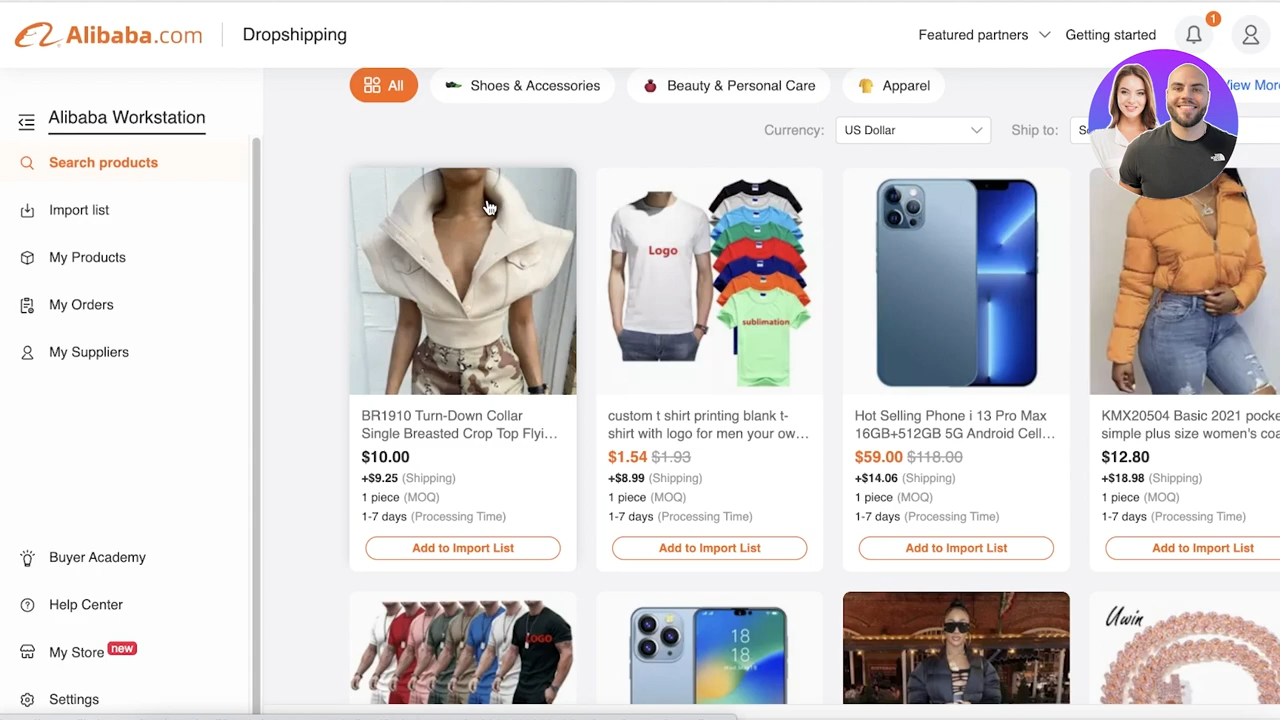 Alibaba.com
Dropshipping
Featured partners
Getting started
1
Alibaba Workstation
Search products
Import list
My Products
My Orders
My Suppliers
Buyer Academy
Help Center
My Store new
Settings
All
Shoes & Accessories
Beauty & Personal Care
Apparel
View More
Currency:
US Dollar
Ship to:
BR1910 Turn-Down Collar
Single Breasted Crop Top Flyi...
$10.00
+$9.25 (Shipping)
1 piece (MOQ)
1-7 days (Processing Time)
Add to Import List
Logo
sublimation
custom t shirt printing blank t-
shirt with logo for men your ow...
$1.54 $1.93
+$8.99 (Shipping)
1 piece (MOQ)
1-7 days (Processing Time)
Add to Import List
Hot Selling Phone i 13 Pro Max
16GB+512GB 5G Android Cell...
$59.00 $118.00
+$14.06 (Shipping)
1 piece (MOQ)
1-7 days (Processing Time)
Add to Import List
KMX20504 Basic 2021 pocke
simple plus size women's coa
$12.80
+$18.98 (Shipping)
1 piece (MOQ)
1-7 days (Processing Time)
Add to Import List
LOGO
18
18
Uwin